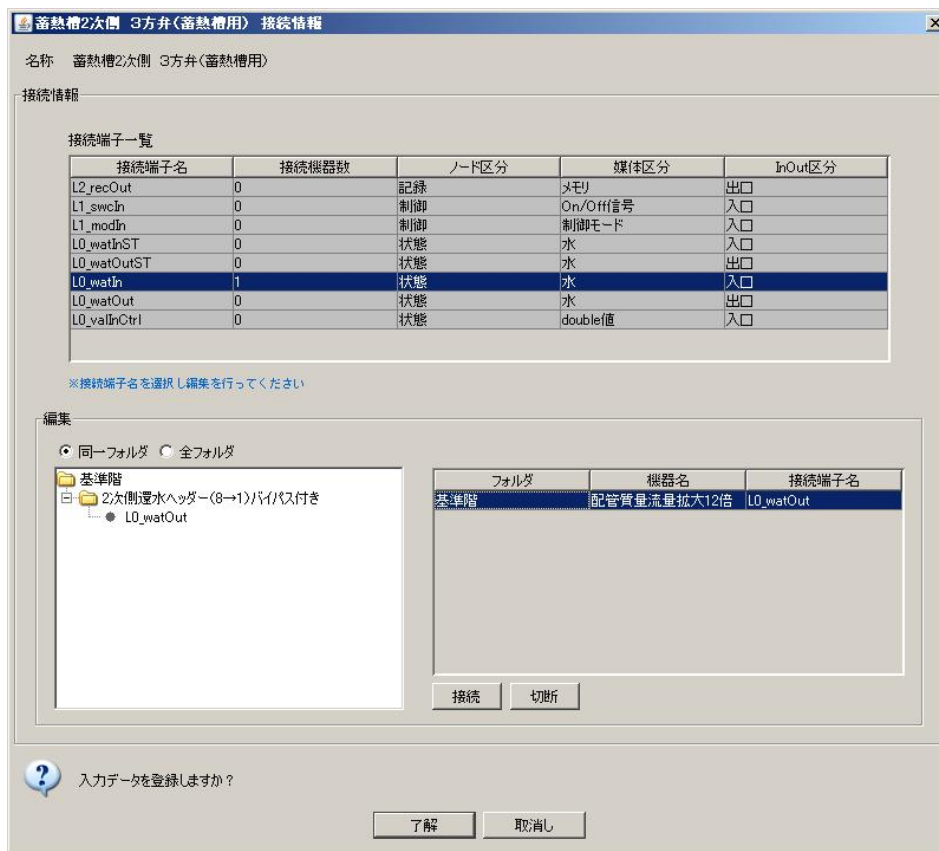 蓄熱槽2次側 3方弁(蓄熱槽用) 接続情報
名称 蓄熱槽2次側 3方弁(蓄熱槽用)
接続情報
接続端子一覧
接続端子名 接続機器数 ノード区分 媒体区分 InOut区分
L2_recOut 0 記録 メモリ 出口
L1_swcIn 0 制御 On/Off信号 入口
L1_modIn 0 制御 制御モード 入口
L0_watInST 0 状態 水 入口
L0_watOutST 0 状態 水 出口
L0_watIn 1 状態 水 入口
L0_watOut 0 状態 水 出口
L0_valInCtrl 0 状態 double値 入口
※接続端子名を選択し編集を行ってください
編集
同一フォルダ 全フォルダ
基準階
2次側還水ヘッダー(8→1)バイパス付き
L0_watOut
フォルダ 機器名 接続端子名
基準階 配管質量流量拡大12倍 L0_watOut
接続 切断
入力データを登録しますか?
了解 取消し